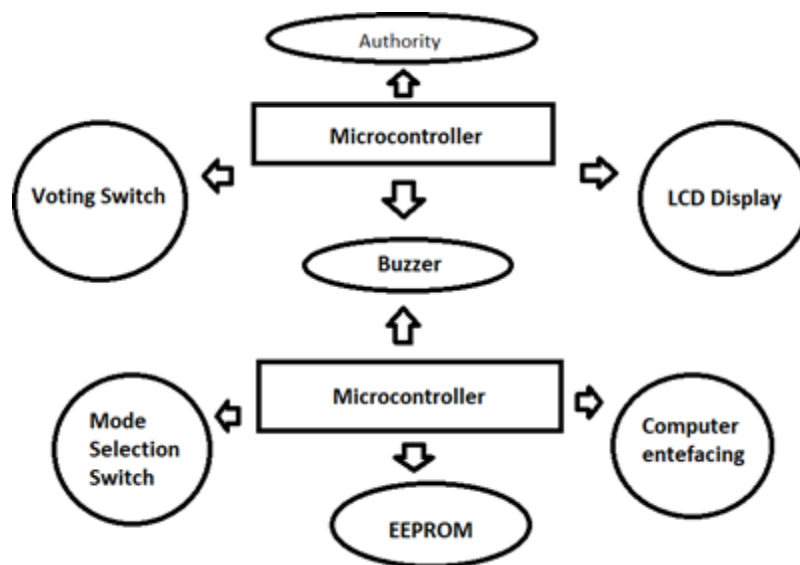 Authority
Microcontroller
Voting Switch
LCD Display
Buzzer
Microcontroller
Mode
Selection
Switch
Computer
entefacing
EEPROM